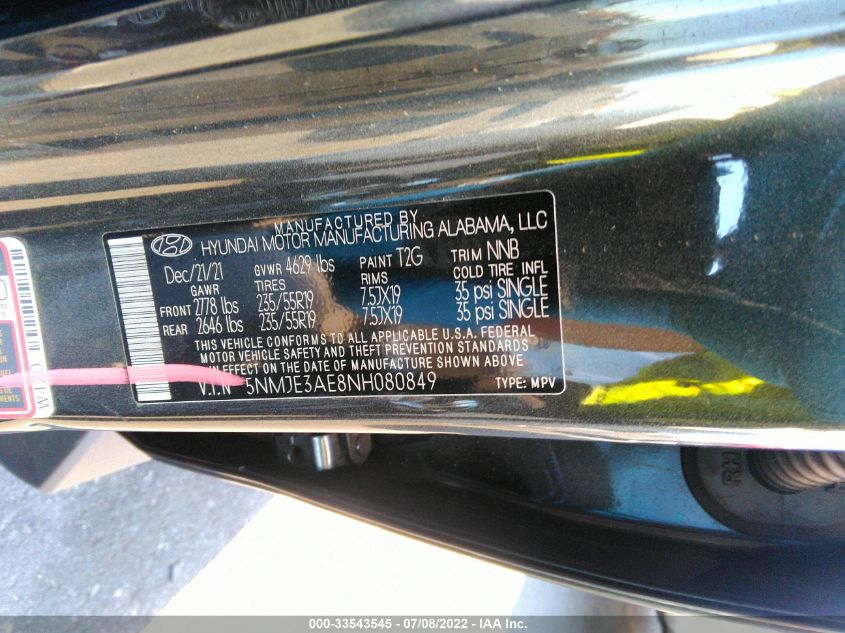 MANUFACTURED BY
HYUNDAI MOTOR MANUFACTURING ALABAMA, LLC
Dec/21/21 GVWR 4629 lbs PAINT T2G TRIM NNB
GAWR TIRES RIMS COLD TIRE INFL
FRONT 2778 lbs 235/55R19 7.5JX19 35 psi SINGLE
REAR 2646 lbs 235/55R19 7.5JX19 35 psi SINGLE
THIS VEHICLE CONFORMS TO ALL APPLICABLE U.S.A. FEDERAL
MOTOR VEHICLE SAFETY AND THEFT PREVENTION STANDARDS
IN EFFECT ON THE DATE OF MANUFACTURE SHOWN ABOVE
V.I.N 5NMJE3AE8NH080849 TYPE: MPV
000-33543545 - 07/08/2022 - IAA Inc.